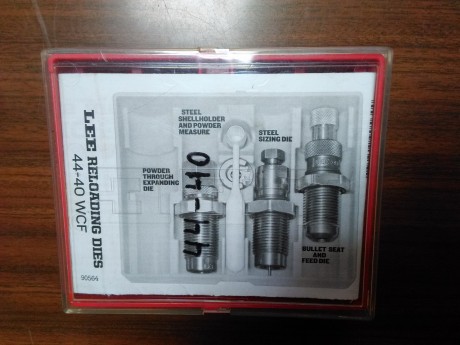 LEE RELOADING DIES
44-40 WCF
90564
STEEL
SHELLHOLDER
AND POWDER
MEASURE
STEEL
SIZING DIE
POWDER
THROUGH
EXPANDING
DIE
44-40
BULLET SEAT
AND
FEED DIE